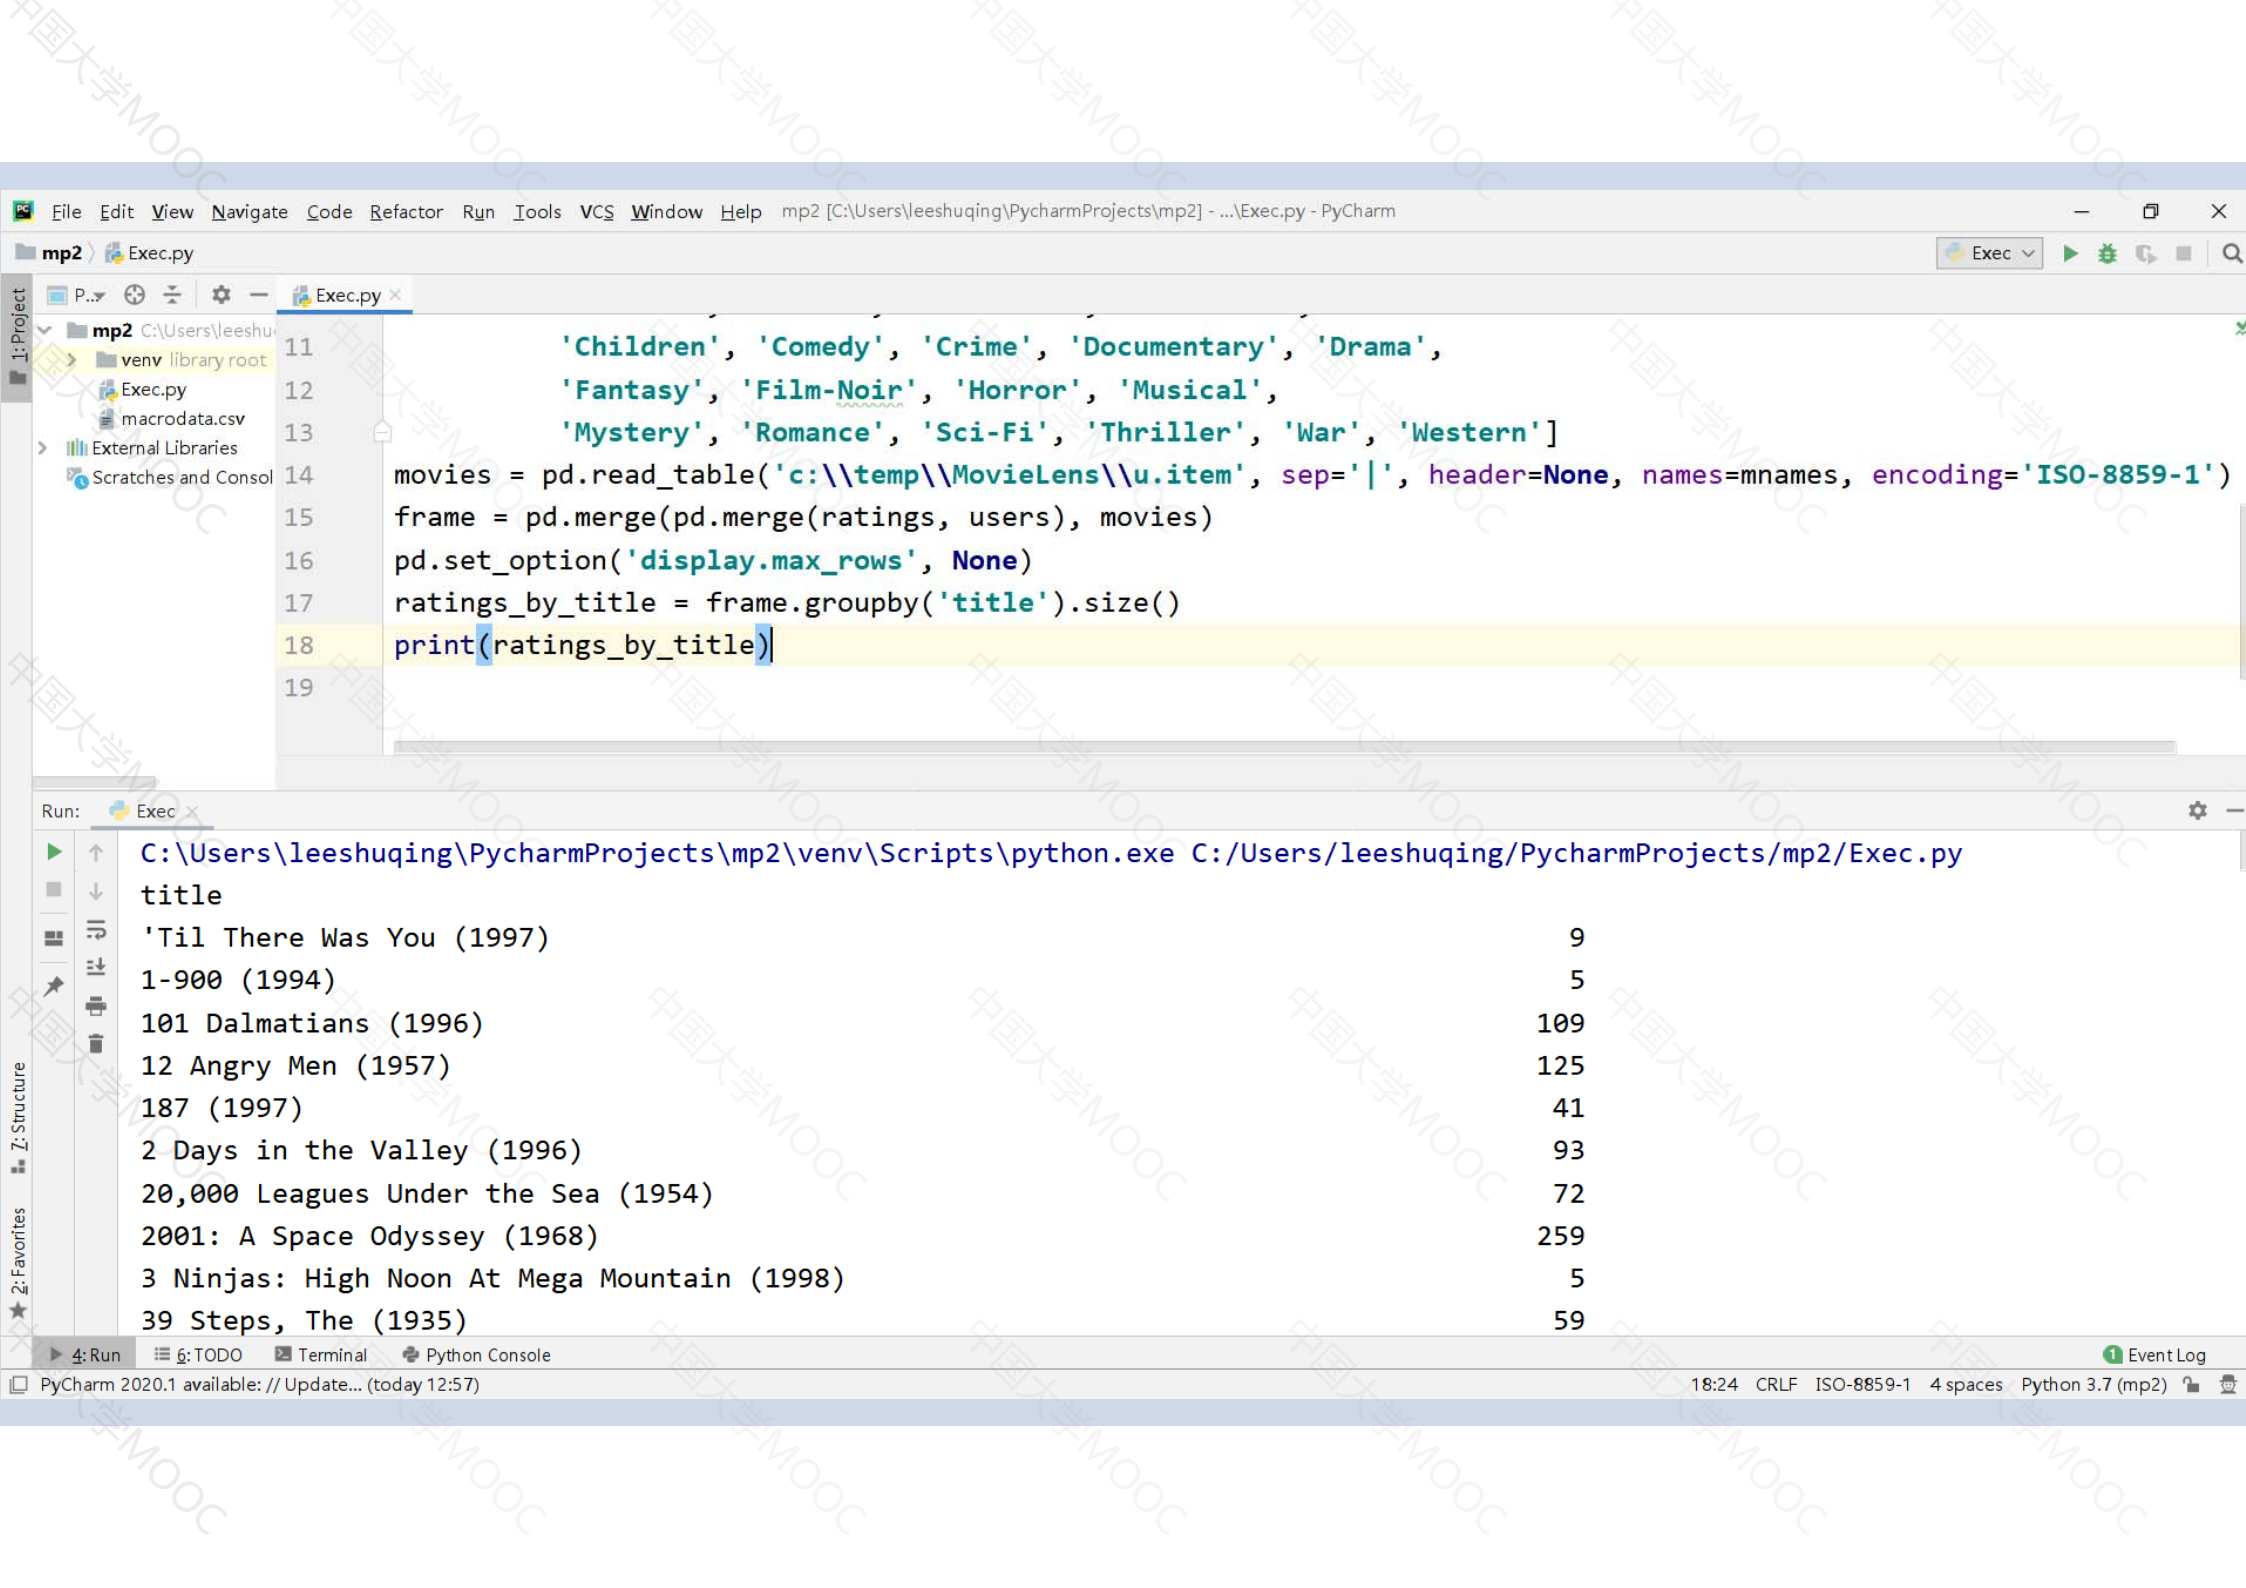 File Edit View Navigate Code Refactor Run Tools VCS Window Help mp2 [C:\Users\leeshuqing\PycharmProjects\mp2] - ...\Exec.py - PyCharm
mp2 Exec.py
Exec
1: Project
P..
Exec.py
mp2 C:\Users\leeshu
venv library root
Exec.py
macrodata.csv
External Libraries
Scratches and Consol
11 'Children', 'Comedy', 'Crime', 'Documentary', 'Drama',
12 'Fantasy', 'Film-Noir', 'Horror', 'Musical',
13 'Mystery', 'Romance', 'Sci-Fi', 'Thriller', 'War', 'Western']
14 movies = pd.read_table('c:\\temp\\MovieLens\\u.item', sep='|', header=None, names=mnames, encoding='ISO-8859-1')
15 frame = pd.merge(pd.merge(ratings, users), movies)
16 pd.set_option('display.max_rows', None)
17 ratings_by_title = frame.groupby('title').size()
18 print(ratings_by_title)
19
Run: Exec
C:\Users\leeshuqing\PycharmProjects\mp2\venv\Scripts\python.exe C:/Users/leeshuqing/PycharmProjects/mp2/Exec.py
title
'Til There Was You (1997) 9
1-900 (1994) 5
101 Dalmatians (1996) 109
12 Angry Men (1957) 125
187 (1997) 41
2 Days in the Valley (1996) 93
20,000 Leagues Under the Sea (1954) 72
2001: A Space Odyssey (1968) 259
3 Ninjas: High Noon At Mega Mountain (1998) 5
39 Steps, The (1935) 59
Z: Structure
2: Favorites
4: Run 6: TODO Terminal Python Console
1 Event Log
PyCharm 2020.1 available: // Update... (today 12:57)
18:24 CRLF ISO-8859-1 4 spaces Python 3.7 (mp2)
中国大学MOOC